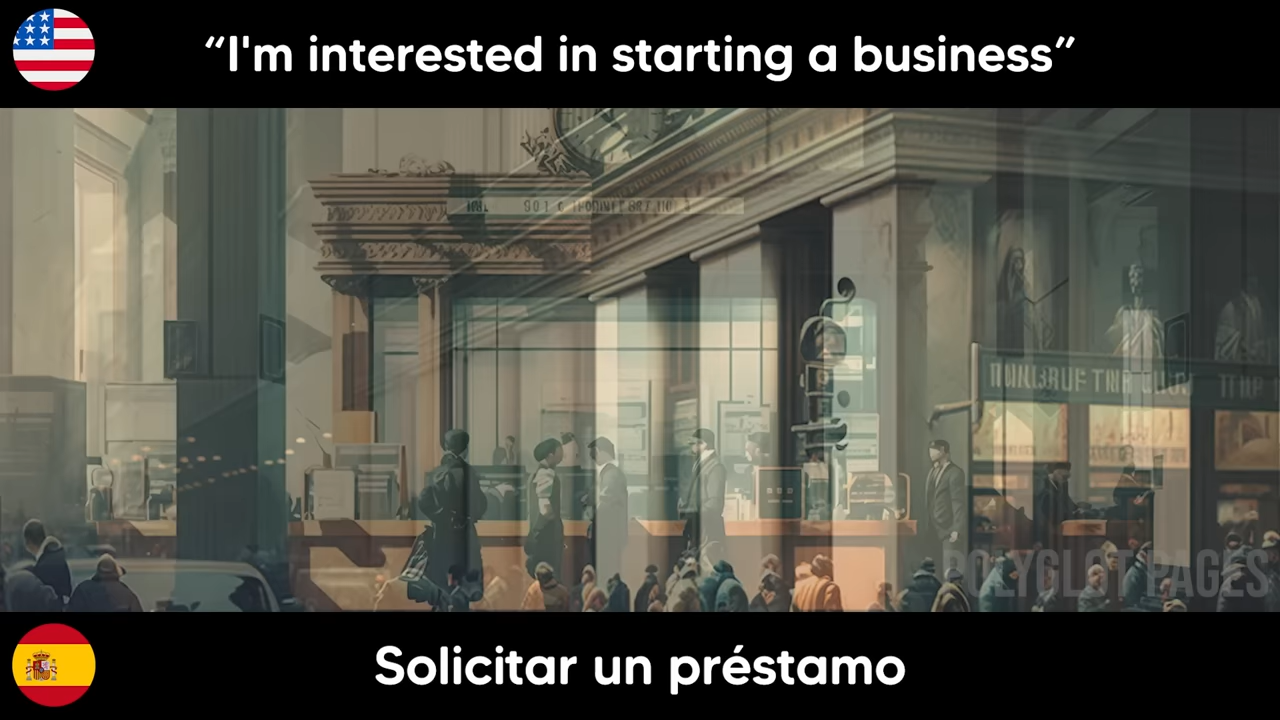 “I'm interested in starting a business”
POLYGLOT PAGES
Solicitar un préstamo